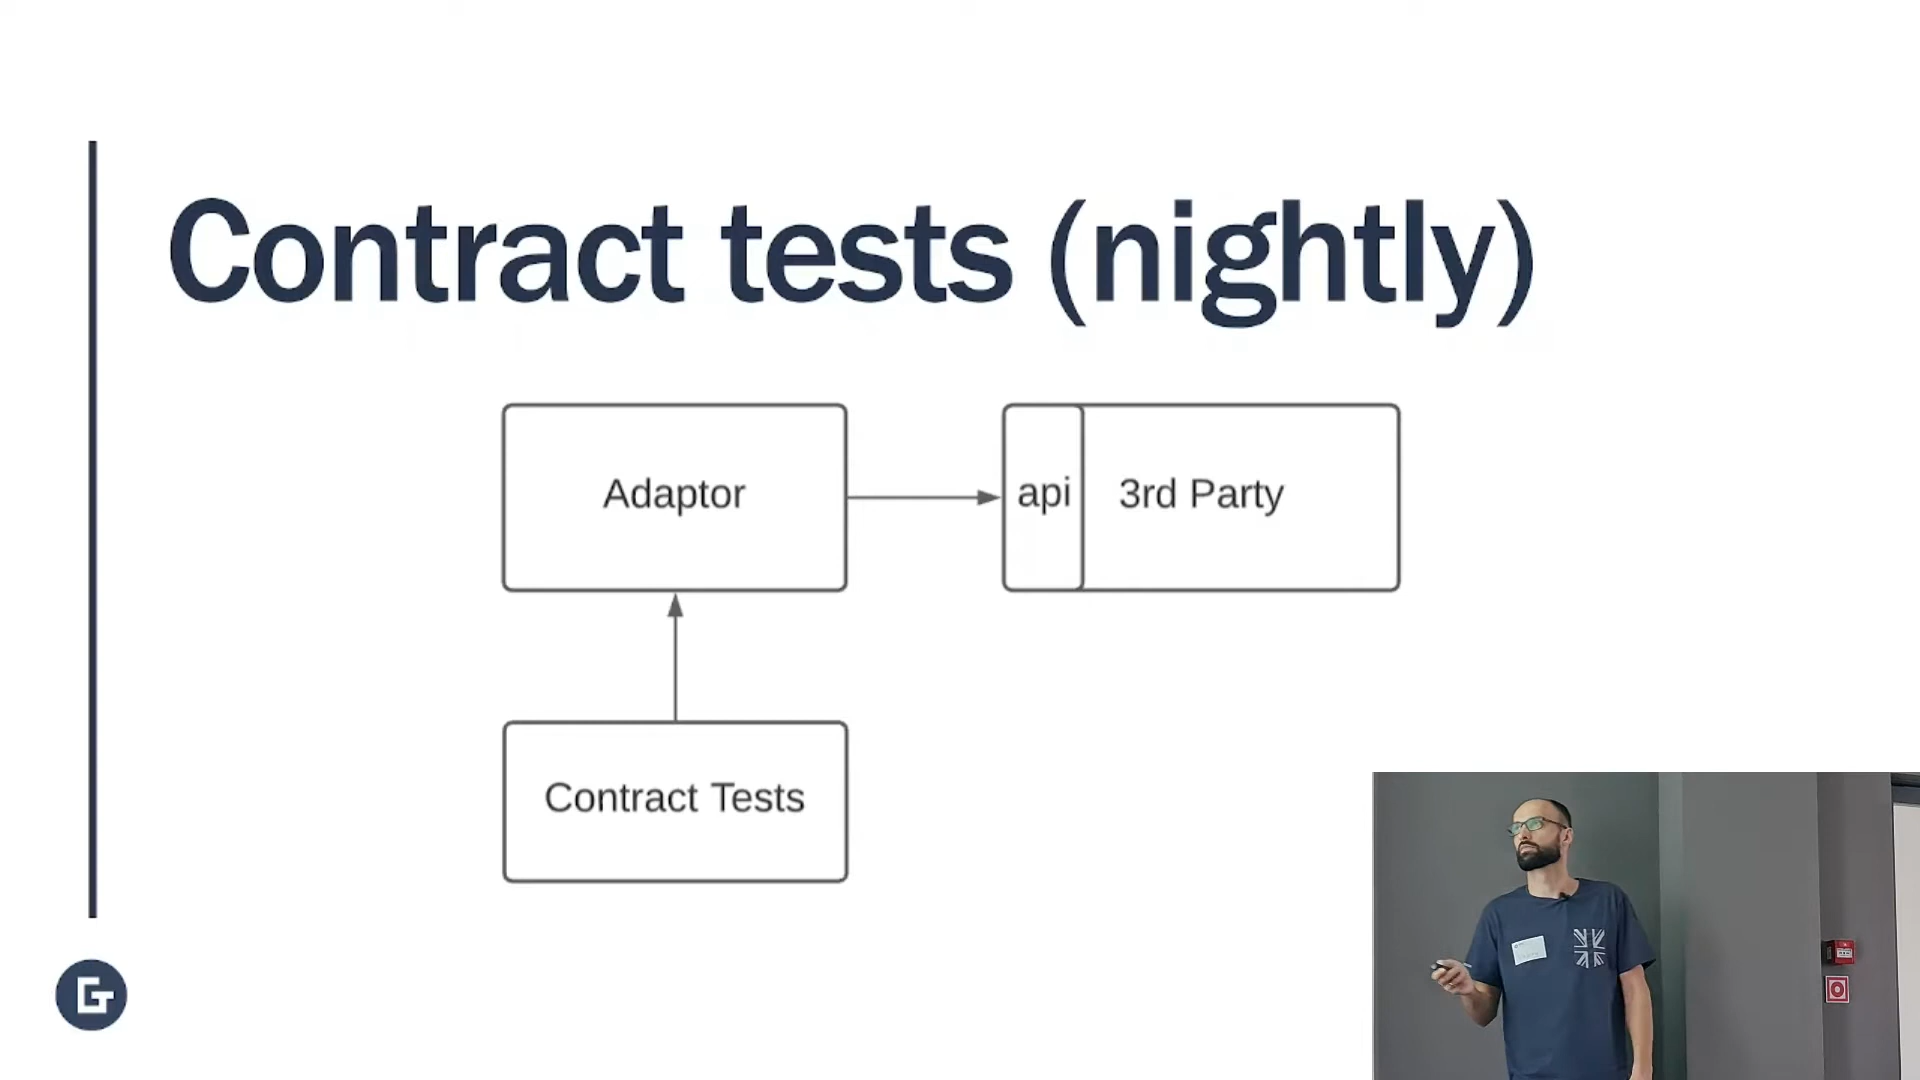 Contract tests (nightly)
Adaptor
api
3rd Party
Contract Tests